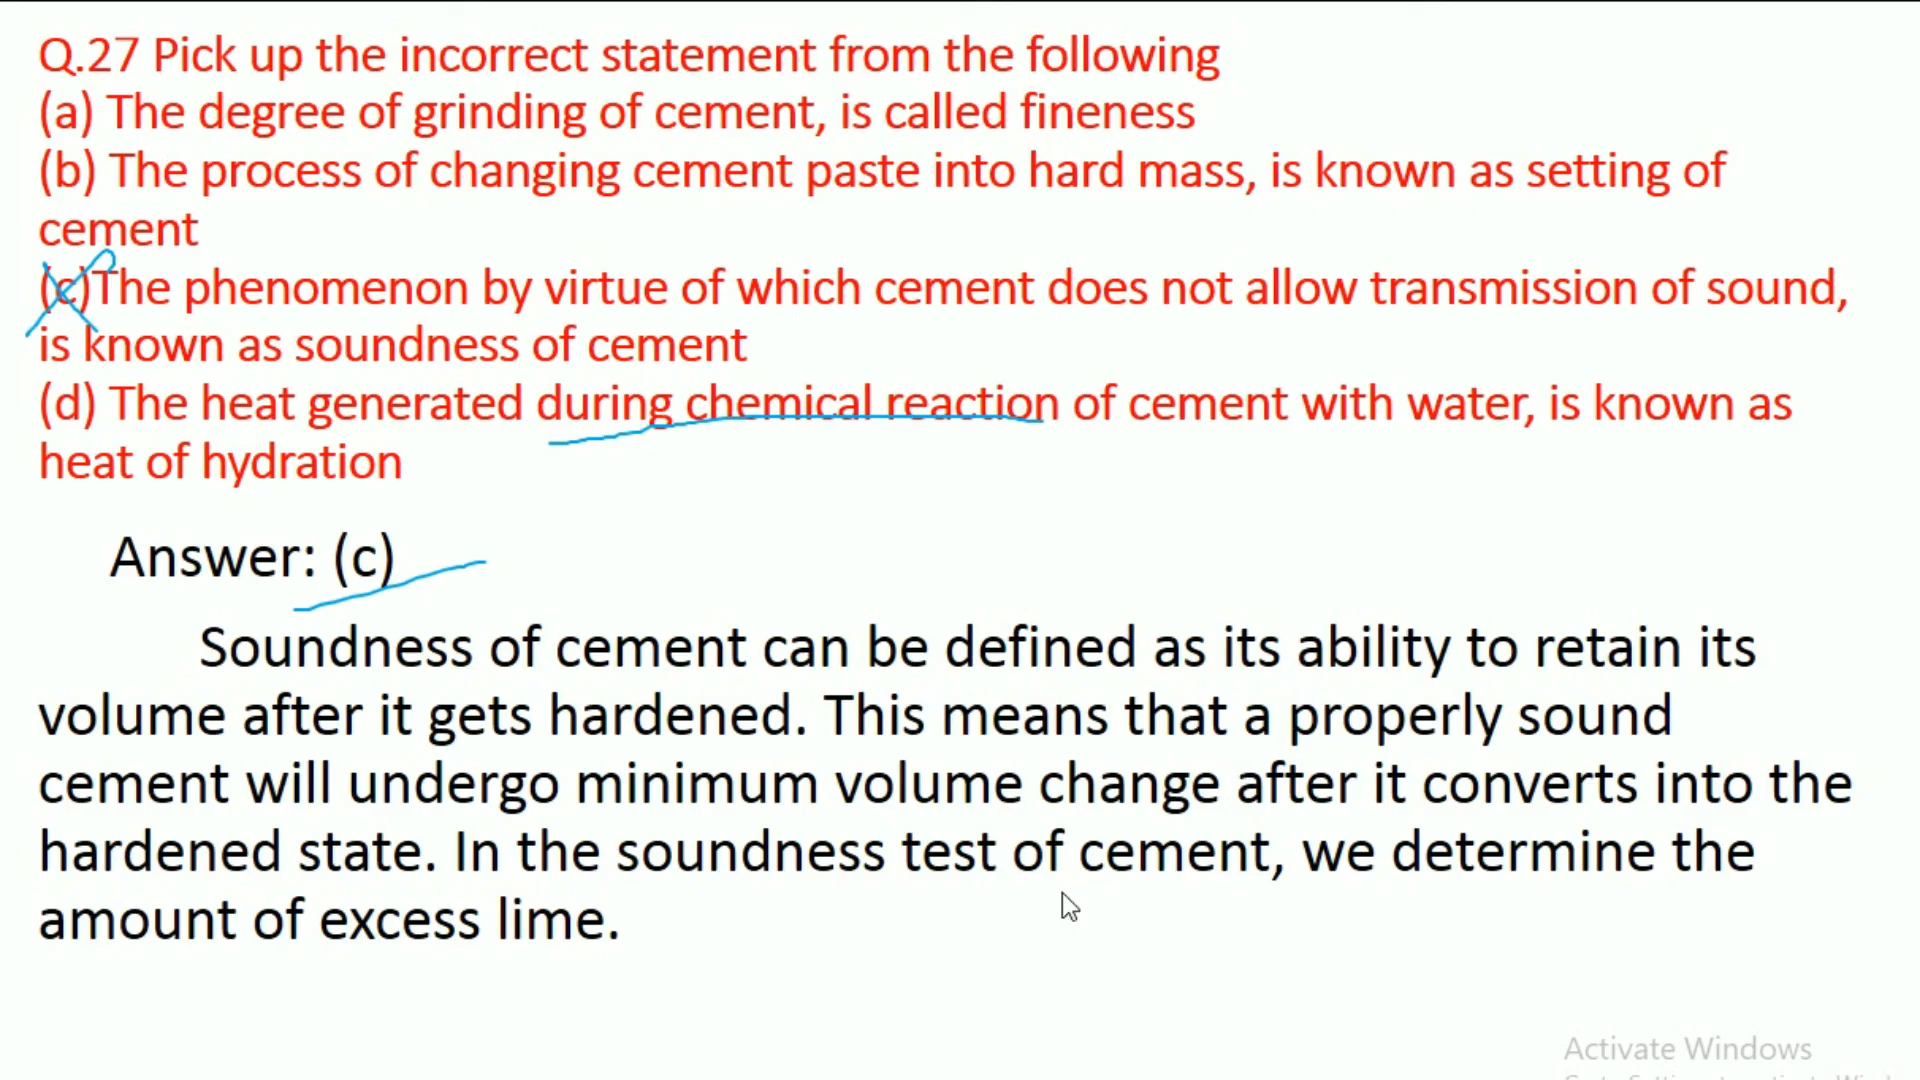 Q.27 Pick up the incorrect statement from the following
(a) The degree of grinding of cement, is called fineness
(b) The process of changing cement paste into hard mass, is known as setting of
cement
(c)The phenomenon by virtue of which cement does not allow transmission of sound,
is known as soundness of cement
(d) The heat generated during chemical reaction of cement with water, is known as
heat of hydration
Answer: (c)
Soundness of cement can be defined as its ability to retain its
volume after it gets hardened. This means that a properly sound
cement will undergo minimum volume change after it converts into the
hardened state. In the soundness test of cement, we determine the
amount of excess lime.
Activate Windows